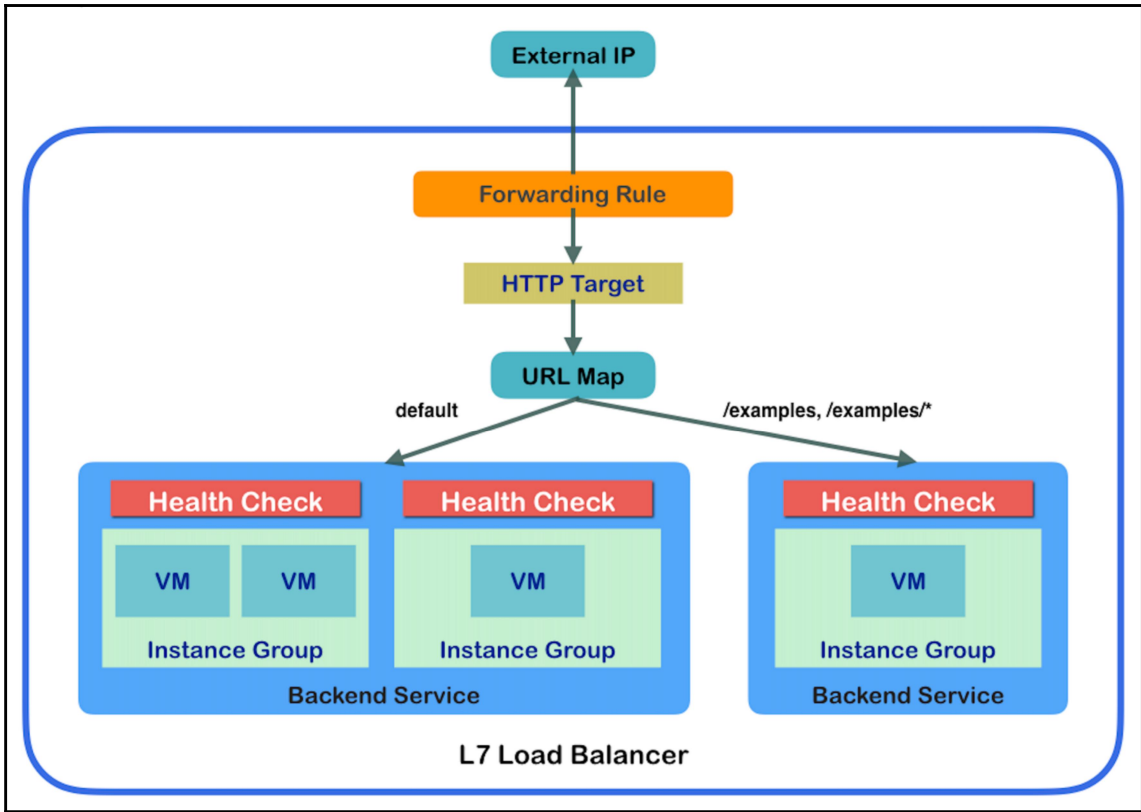 External IP
Forwarding Rule
HTTP Target
URL Map
default
/examples, /examples/*
Health Check
Health Check
Health Check
VM
VM
VM
VM
Instance Group
Instance Group
Instance Group
Backend Service
Backend Service
L7 Load Balancer